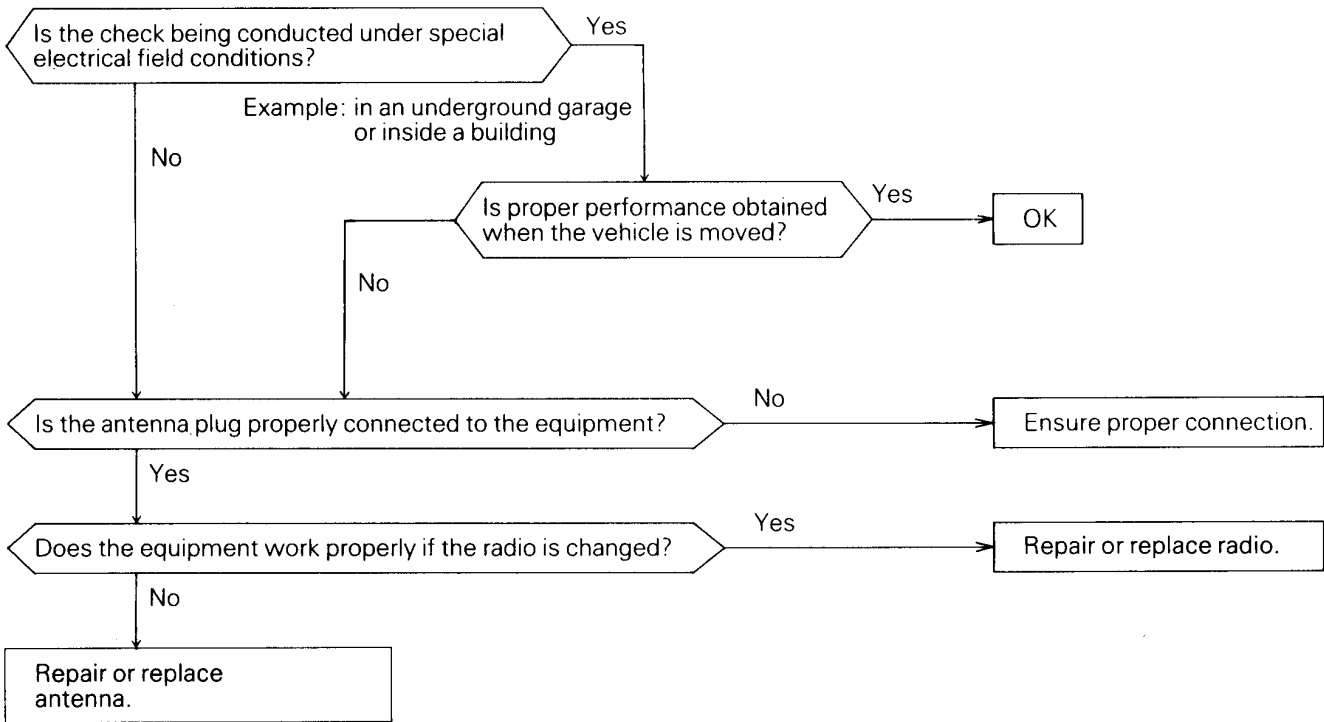 Is the check being conducted under special
electrical field conditions?
Yes
Example: in an underground garage
or inside a building
No
Is proper performance obtained
when the vehicle is moved?
Yes
OK
No
Is the antenna plug properly connected to the equipment?
No
Ensure proper connection.
Yes
Does the equipment work properly if the radio is changed?
Yes
Repair or replace radio.
No
Repair or replace
antenna.